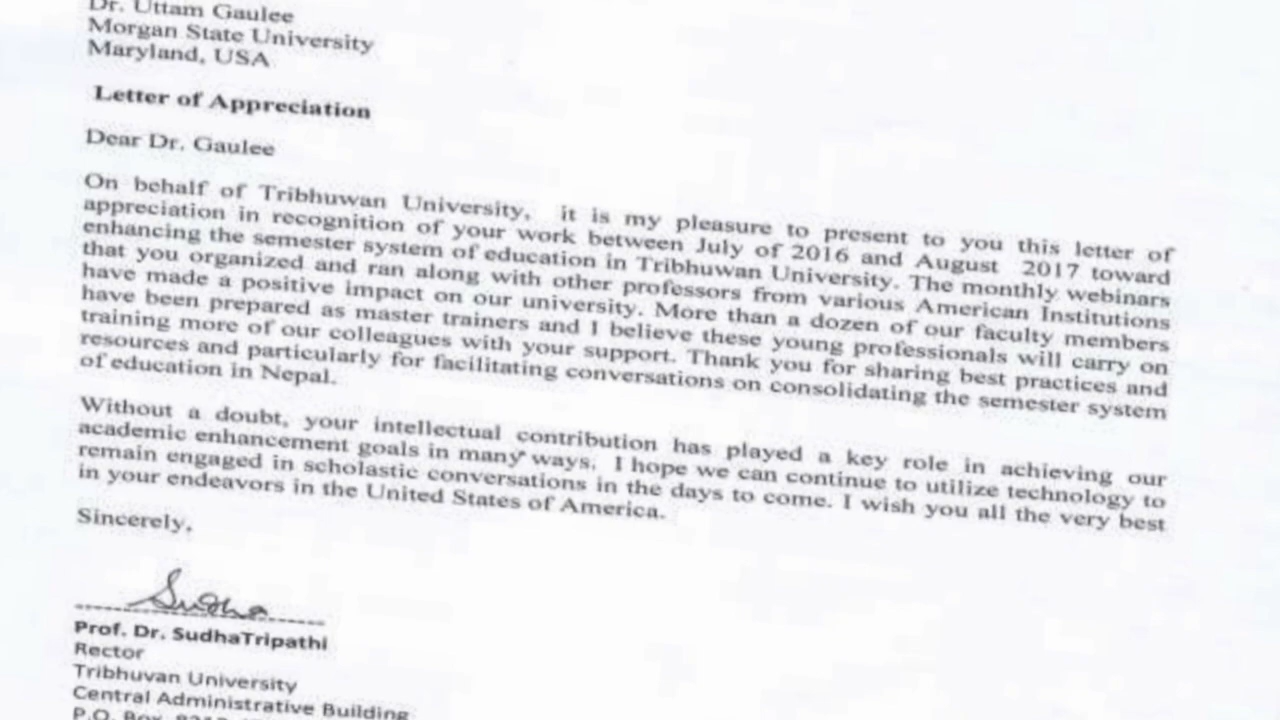 Dr. Uttam Gaulee
Morgan State University
Maryland, USA
Letter of Appreciation
Dear Dr. Gaulee
On behalf of Tribhuwan University, it is my pleasure to present to you this letter of
appreciation in recognition of your work between July of 2016 and August 2017 toward
enhancing the semester system of education in Tribhuwan University. The monthly webinars
that you organized and ran along with other professors from various American Institutions
have made a positive impact on our university. More than a dozen of our faculty members
have been prepared as master trainers and I believe these young professionals will carry on
training more of our colleagues with your support. Thank you for sharing best practices and
resources and particularly for facilitating conversations on consolidating the semester system
of education in Nepal.
Without a doubt, your intellectual contribution has played a key role in achieving our
academic enhancement goals in many ways. I hope we can continue to utilize technology to
remain engaged in scholastic conversations in the days to come. I wish you all the very best
in your endeavors in the United States of America.
Sincerely,
Sudha
Prof. Dr. SudhaTripathi
Rector
Tribhuvan University
Central Administrative Building
P.O. Box